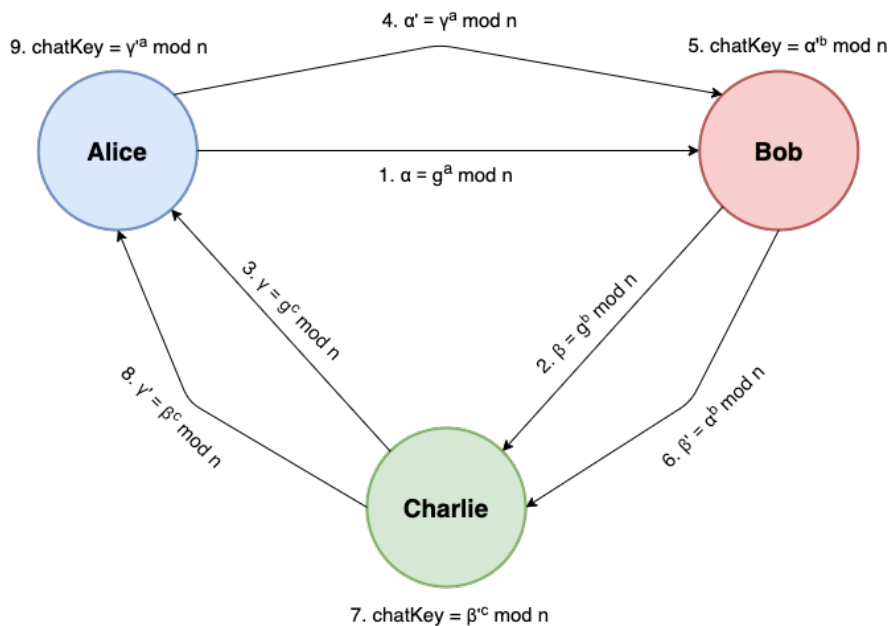 4. α' = γᵃ mod n
9. chatKey = γ'ᵃ mod n
5. chatKey = α'ᵇ mod n
Alice
Bob
1. α = gᵃ mod n
3. γ = gᶜ mod n
2. β = gᵇ mod n
8. γ' = βᶜ mod n
6. β' = αᵇ mod n
Charlie
7. chatKey = β'ᶜ mod n